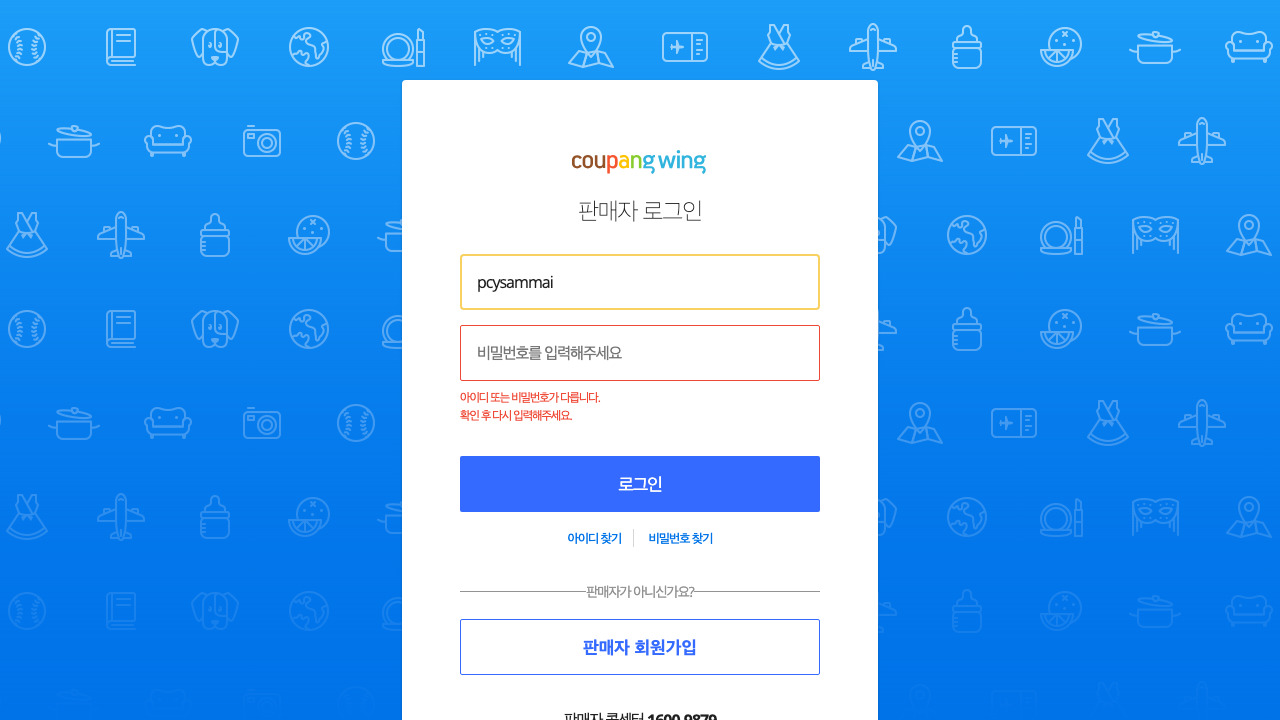 coupang wing
판매자 로그인
pcysammai
비밀번호를 입력해주세요
아이디 또는 비밀번호가 다릅니다.
확인 후 다시 입력해주세요.
로그인
아이디 찾기
비밀번호 찾기
판매자가 아니신가요?
판매자 회원가입
판매자 콜센터 1600-9879